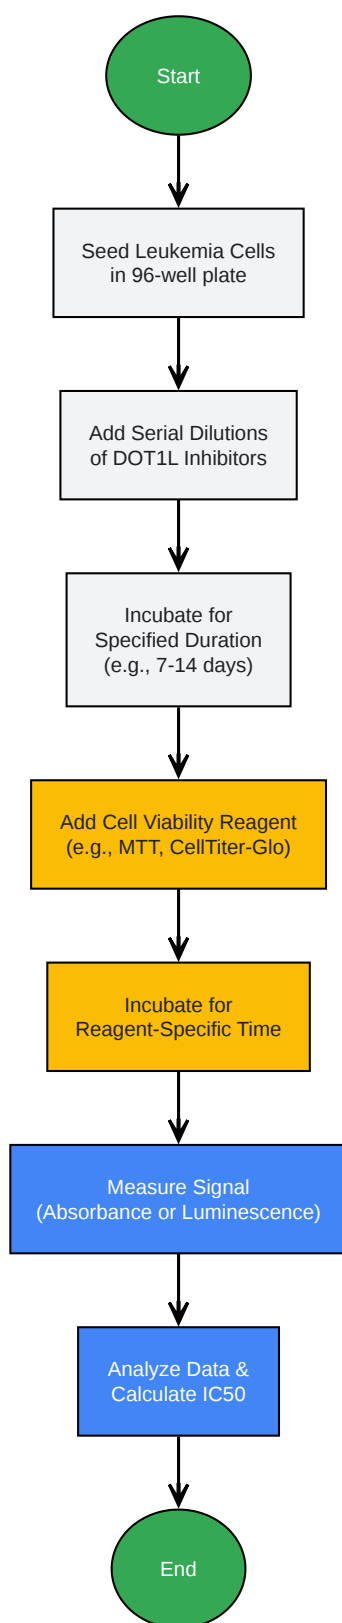 Start
Seed Leukemia Cells
in 96-well plate
Add Serial Dilutions
of DOT1L Inhibitors
Incubate for
Specified Duration
(e.g., 7-14 days)
Add Cell Viability Reagent
(e.g., MTT, CellTiter-Glo)
Incubate for
Reagent-Specific Time
Measure Signal
(Absorbance or Luminescence)
Analyze Data &
Calculate IC50
End